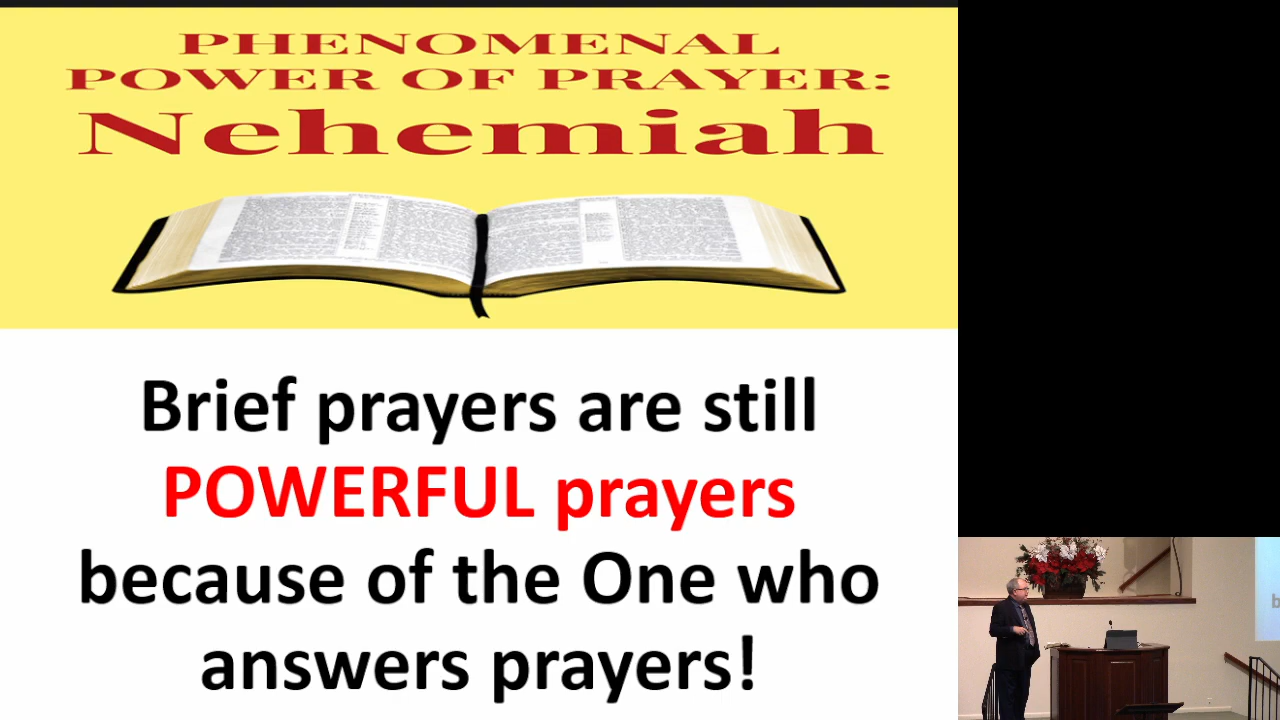 PHENOMENAL
POWER OF PRAYER:
Nehemiah
Brief prayers are still
POWERFUL prayers
because of the One who
answers prayers!